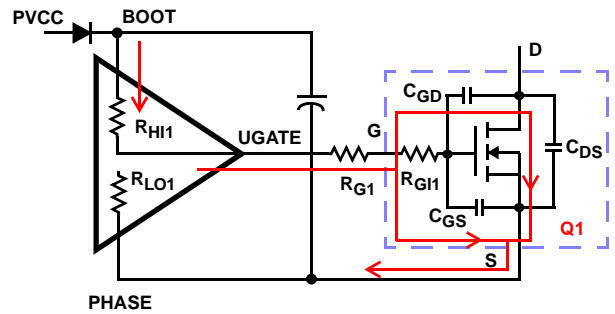 PVCC
BOOT
D
CGD
RHI1
UGATE
G
CDS
RLO1
RG1
RGI1
CGS
Q1
S
PHASE